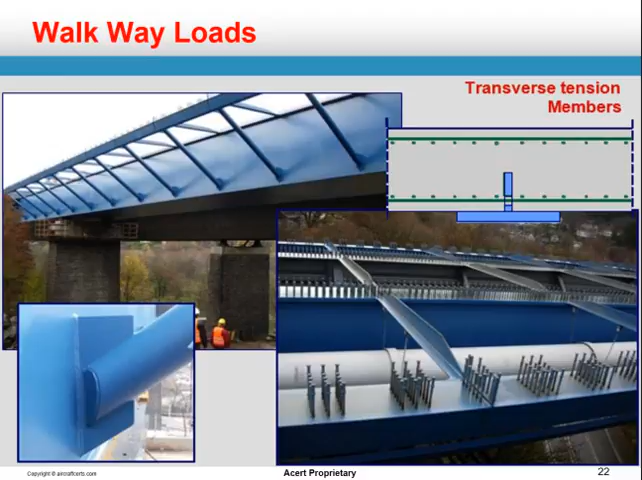 Walk Way Loads
Transverse tension
Members
Copyright © aircraftcerts.com
Acert Proprietary
22